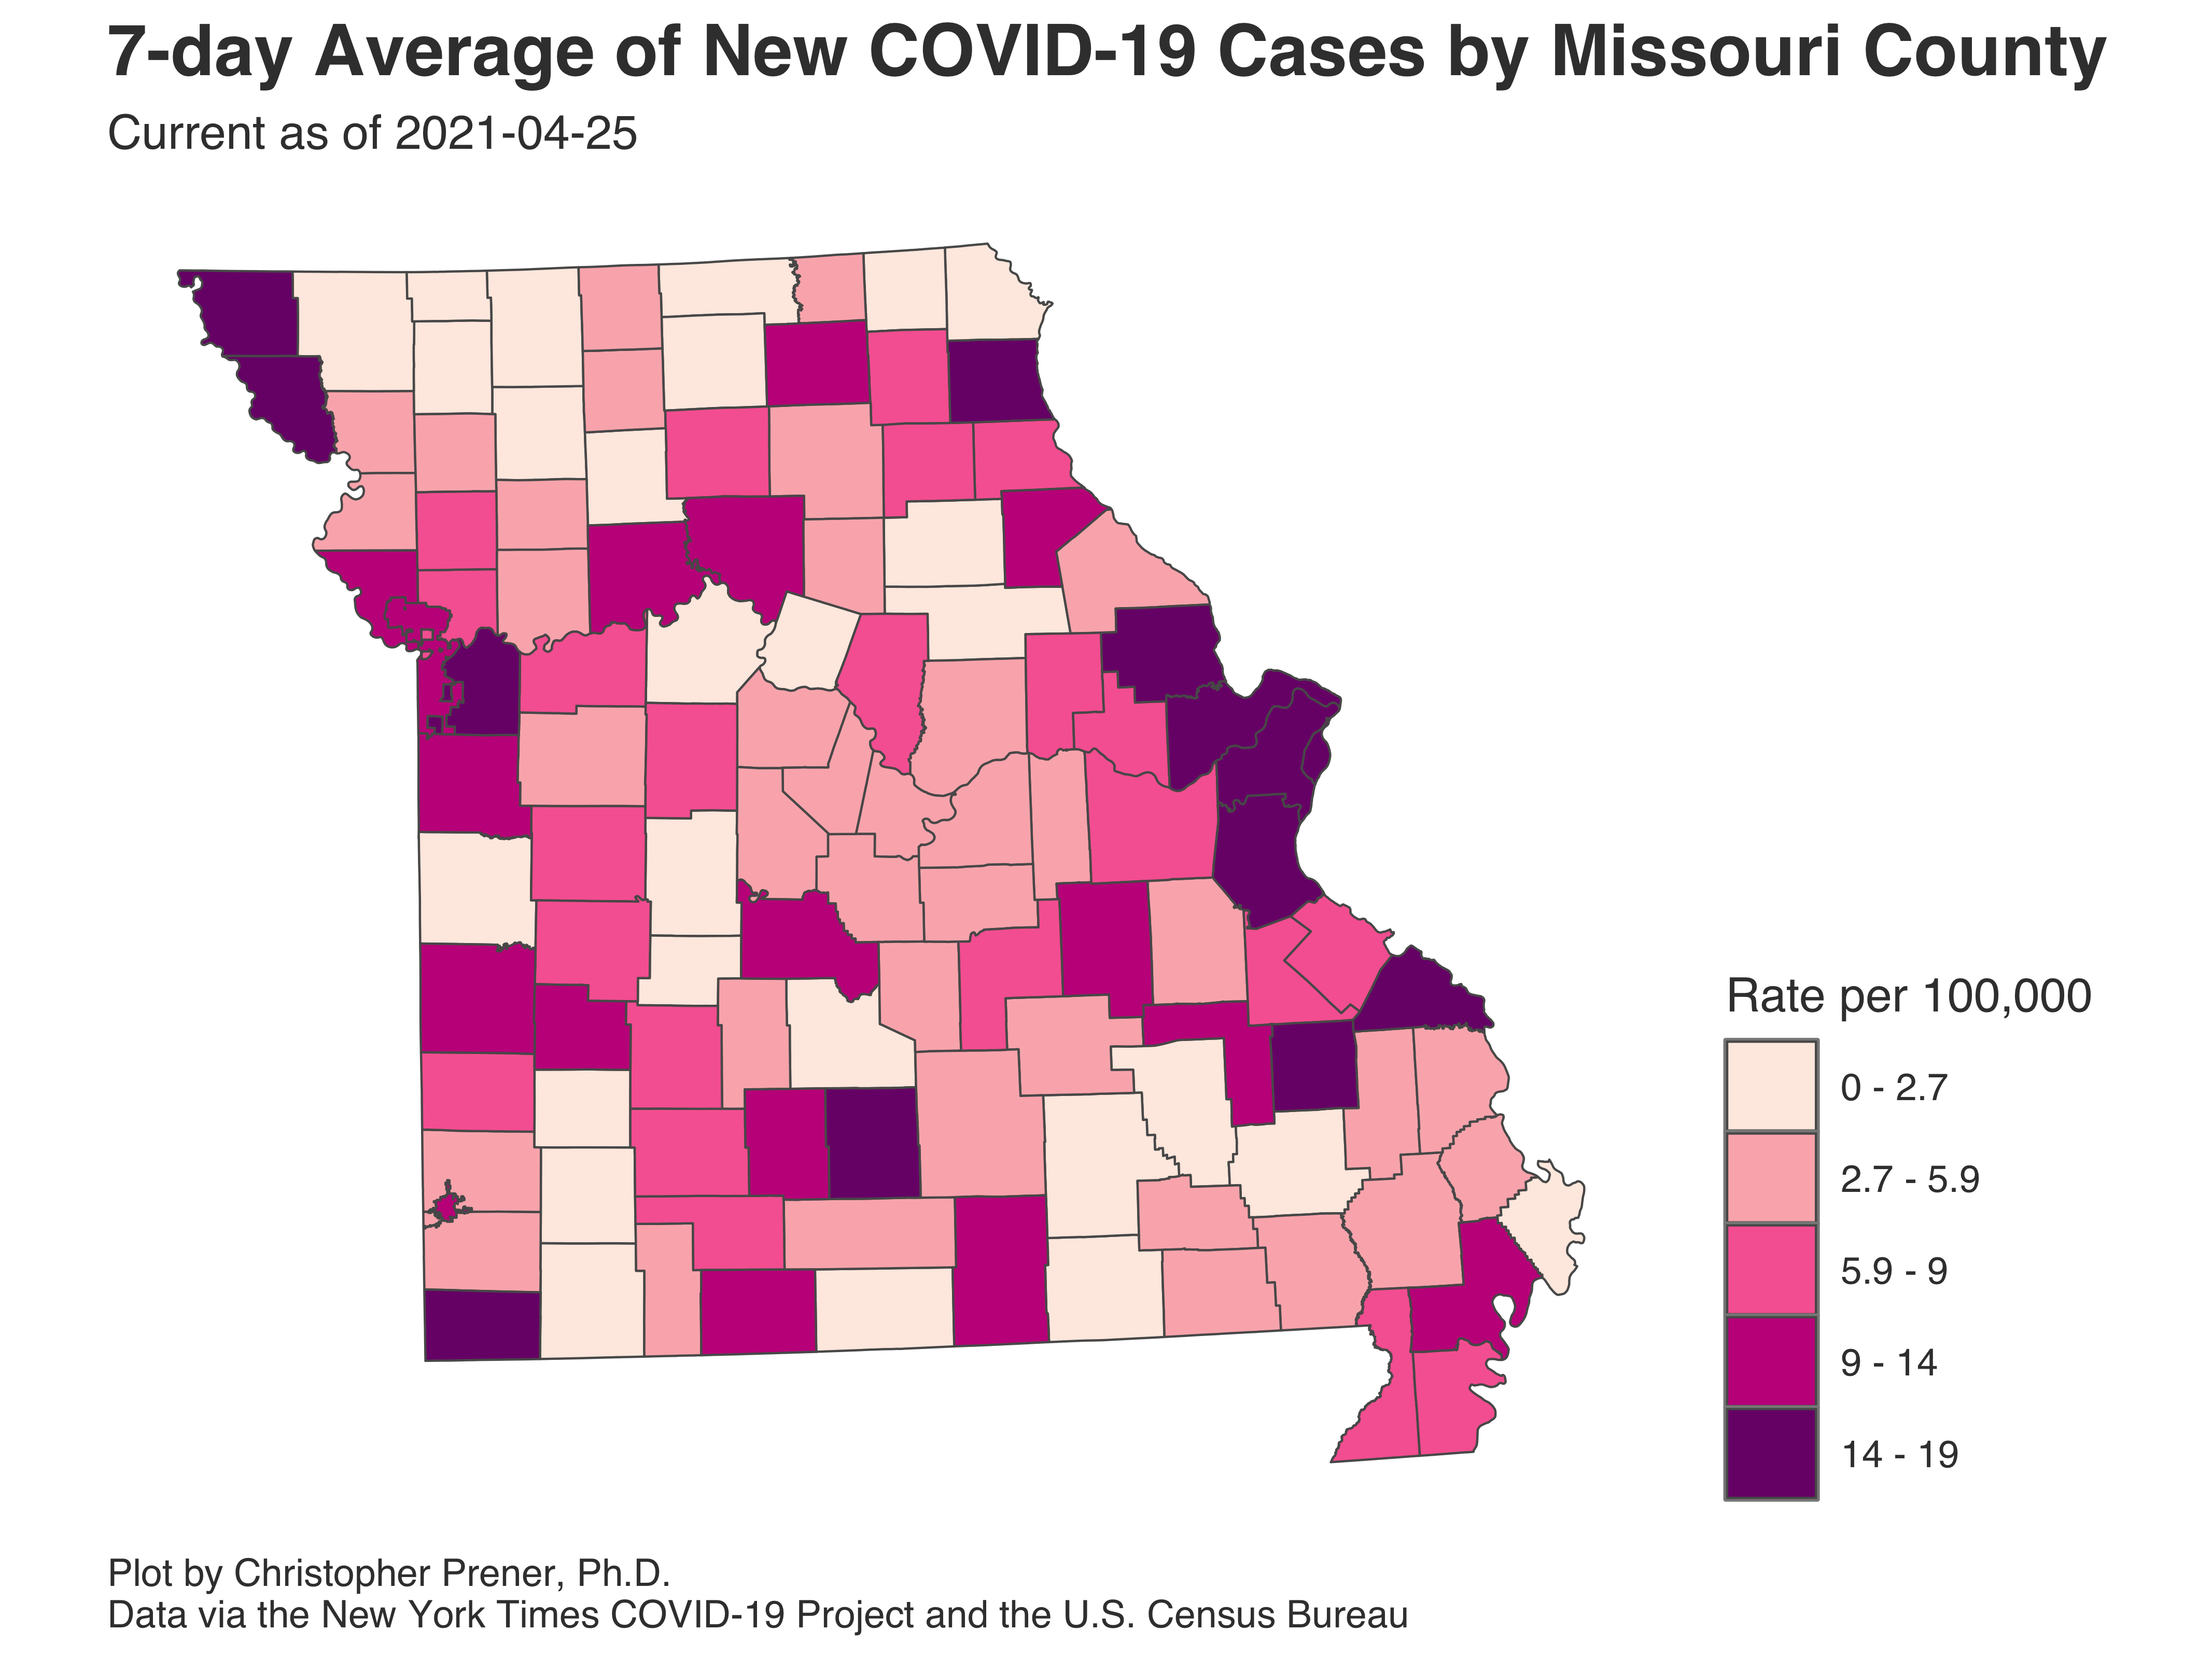 7-day Average of New COVID-19 Cases by Missouri County
Current as of 2021-04-25
Rate per 100,000
0 - 2.7
2.7 - 5.9
5.9 - 9
9 - 14
14 - 19
Plot by Christopher Prener, Ph.D.
Data via the New York Times COVID-19 Project and the U.S. Census Bureau